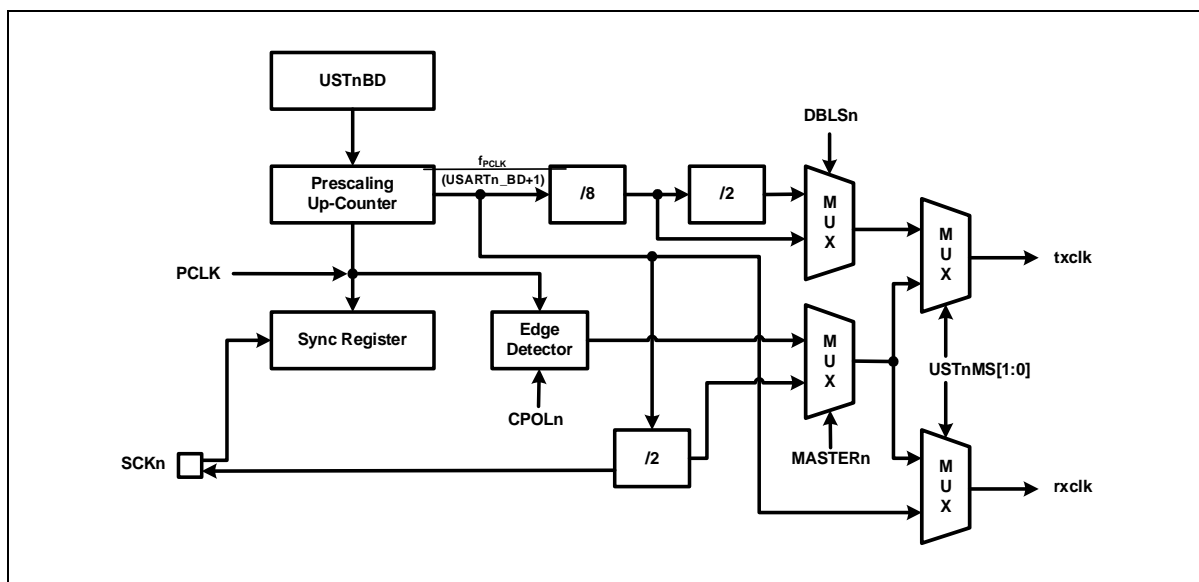 USTnBD
DBLSn
fPCLK
(USARTn_BD+1)
Prescaling
Up-Counter
/8
/2
M
U
X
M
U
X
txclk
PCLK
Sync Register
Edge
Detector
M
U
X
USTnMS[1:0]
CPOLn
SCKn
/2
MASTERn
M
U
X
rxclk